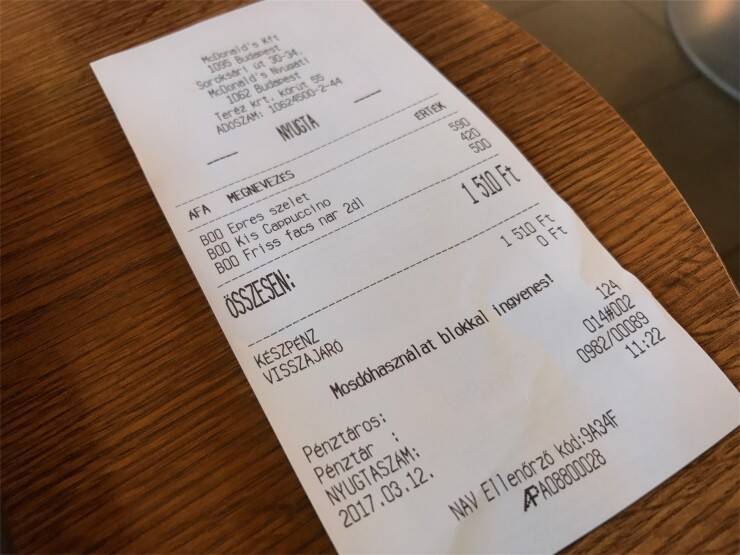 McDonald's Kft
1095 Budapest
Soroksári út 30-34.
McDonald's Nyugati
1062 Budapest
Teréz krt. körút 55
ADÓSZÁM: 10624500-2-44
NYUGTA
ÁFA MEGNEVEZÉS ÉRTÉK
B00 Epres szelet 590
B00 Kis Cappuccino 420
B00 Friss facs nar 2dl 500
ÖSSZESEN: 1 510 Ft
KÉSZPÉNZ 1 510 Ft
VISSZAJÁRÓ 0 Ft
Mosdóhasználat blokkal ingyenes!
Pénztáros: 124
Pénztár : 014#002
NYUGTASZÁM: 0982/00089
2017.03.12. 11:22
NAV Ellenőrző kód:9A34F
AP A08800028